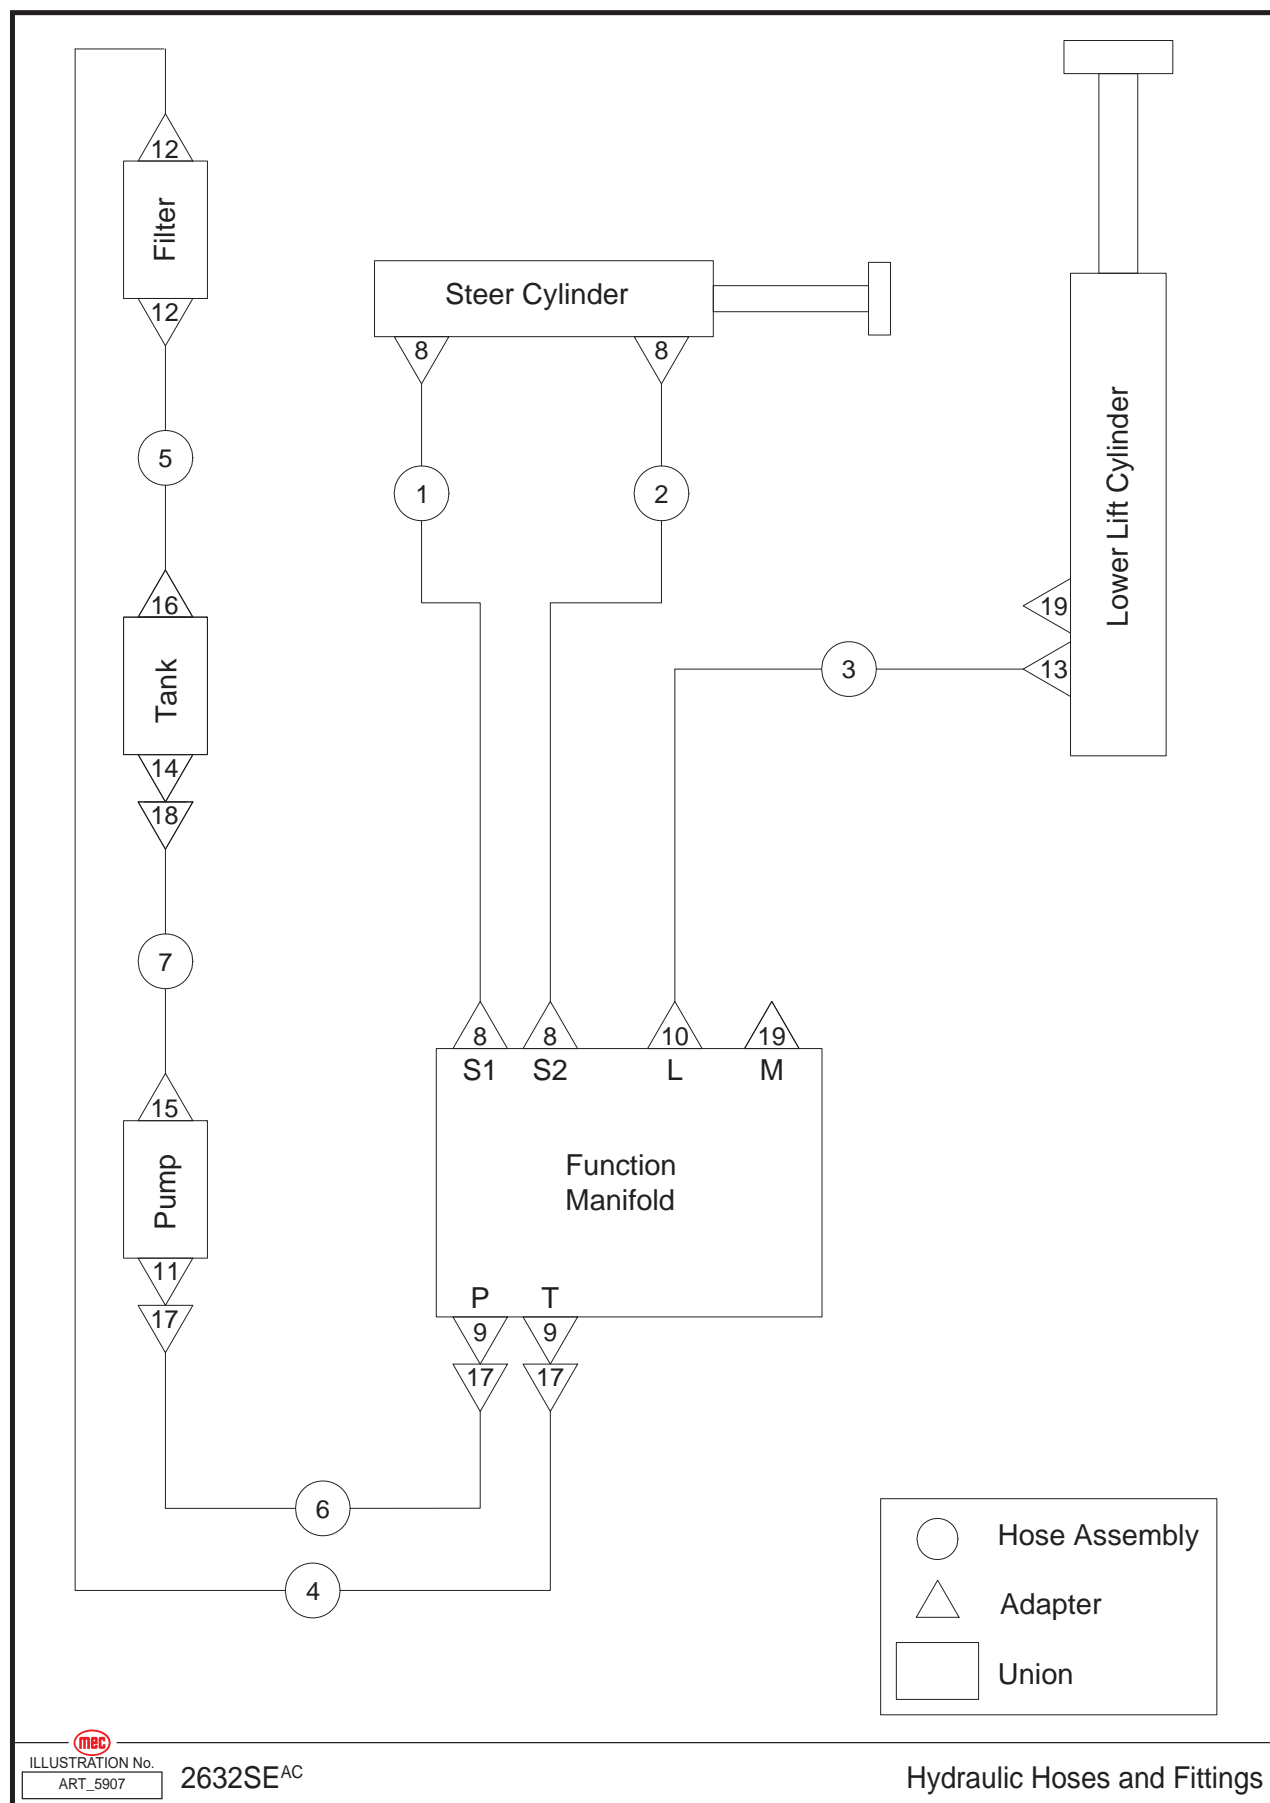 12
Filter
12
5
16
Tank
14
18
7
15
Pump
11
17
Steer Cylinder
8
8
1
2
Lower Lift Cylinder
19
13
3
8
8
10
19
S1
S2
L
M
Function
Manifold
P
T
9
9
17
17
6
4
Hose Assembly
Adapter
Union
mec
ILLUSTRATION No.
ART_5907
2632SE AC
Hydraulic Hoses and Fittings